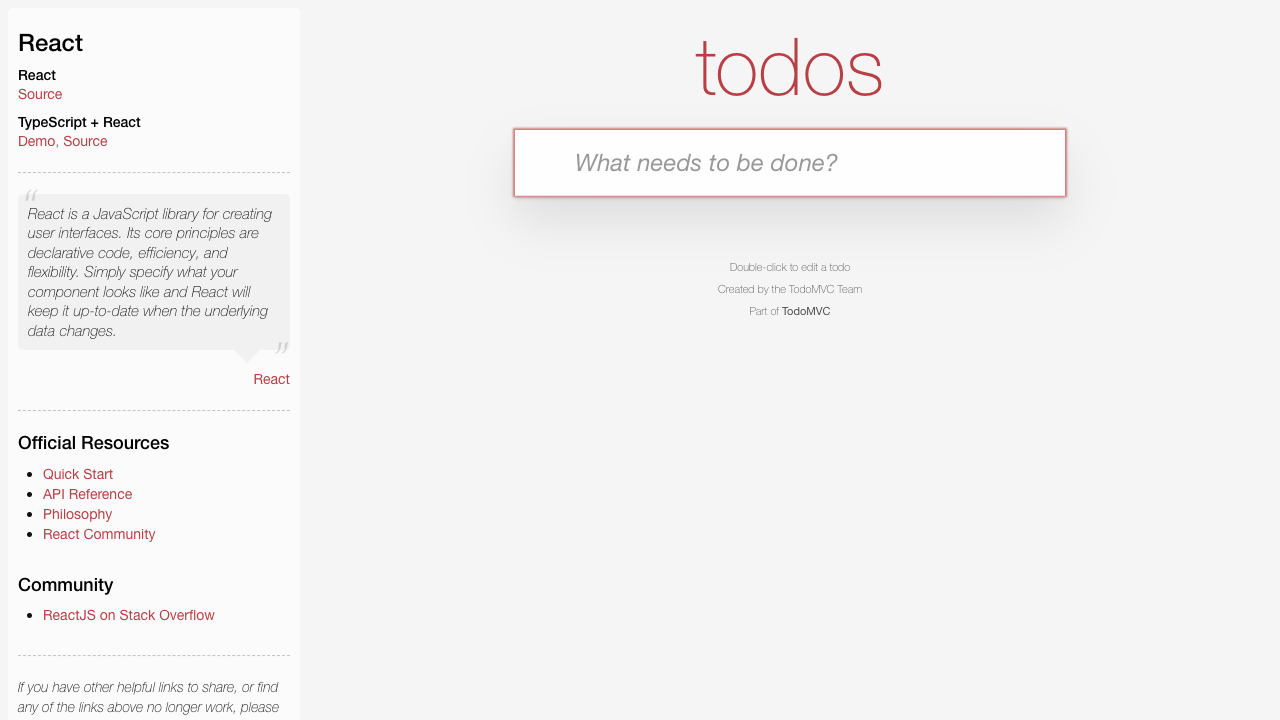 React
React
Source
TypeScript + React
Demo, Source
“
React is a JavaScript library for creating
user interfaces. Its core principles are
declarative code, efficiency, and
flexibility. Simply specify what your
component looks like and React will
keep it up-to-date when the underlying
data changes.
”
React
Official Resources
Quick Start
API Reference
Philosophy
React Community
Community
ReactJS on Stack Overflow
If you have other helpful links to share, or find
any of the links above no longer work, please
todos
What needs to be done?
Double-click to edit a todo
Created by the TodoMVC Team
Part of TodoMVC